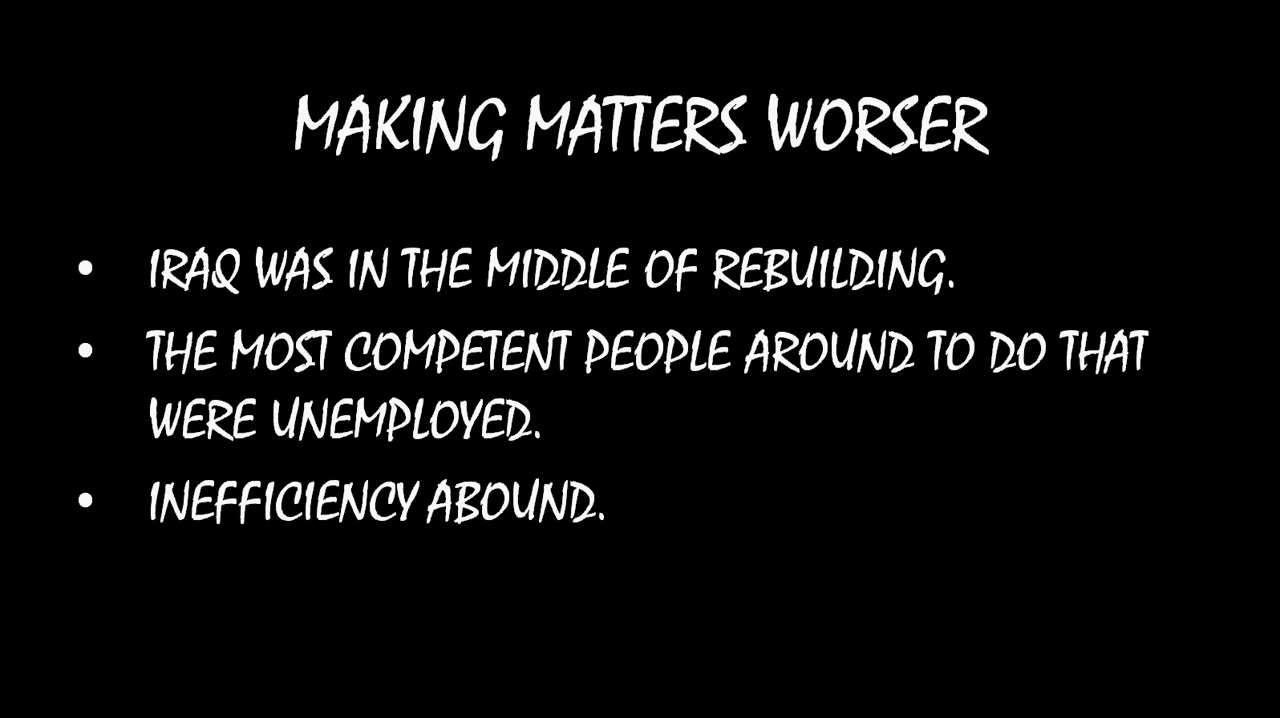 MAKING MATTERS WORSER
• IRAQ WAS IN THE MIDDLE OF REBUILDING.
• THE MOST COMPETENT PEOPLE AROUND TO DO THAT
WERE UNEMPLOYED.
• INEFFICIENCY ABOUND.